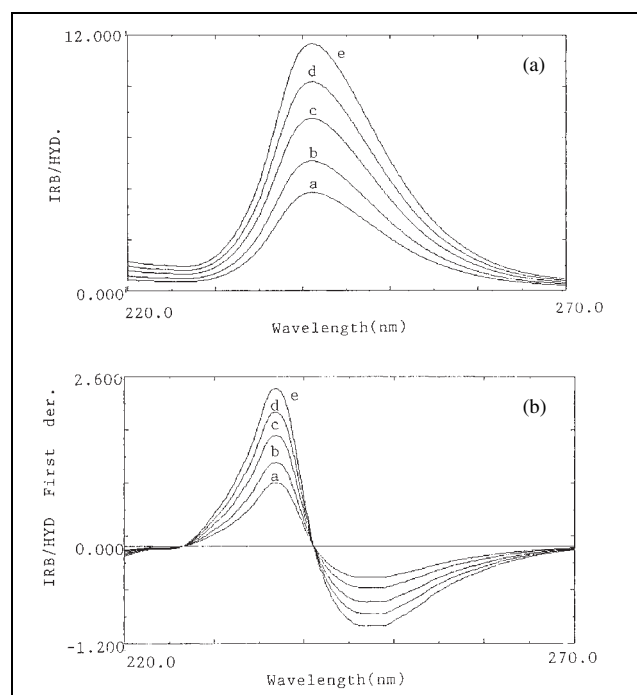 12.000
(a)
e
d
c
b
a
IRB/HYD.
0.000
220.0
270.0
Wavelength(nm)
2.600
(b)
e
d
c
b
a
IRB/HYD First der.
0.000
-1.200
220.0
270.0
Wavelength(nm)